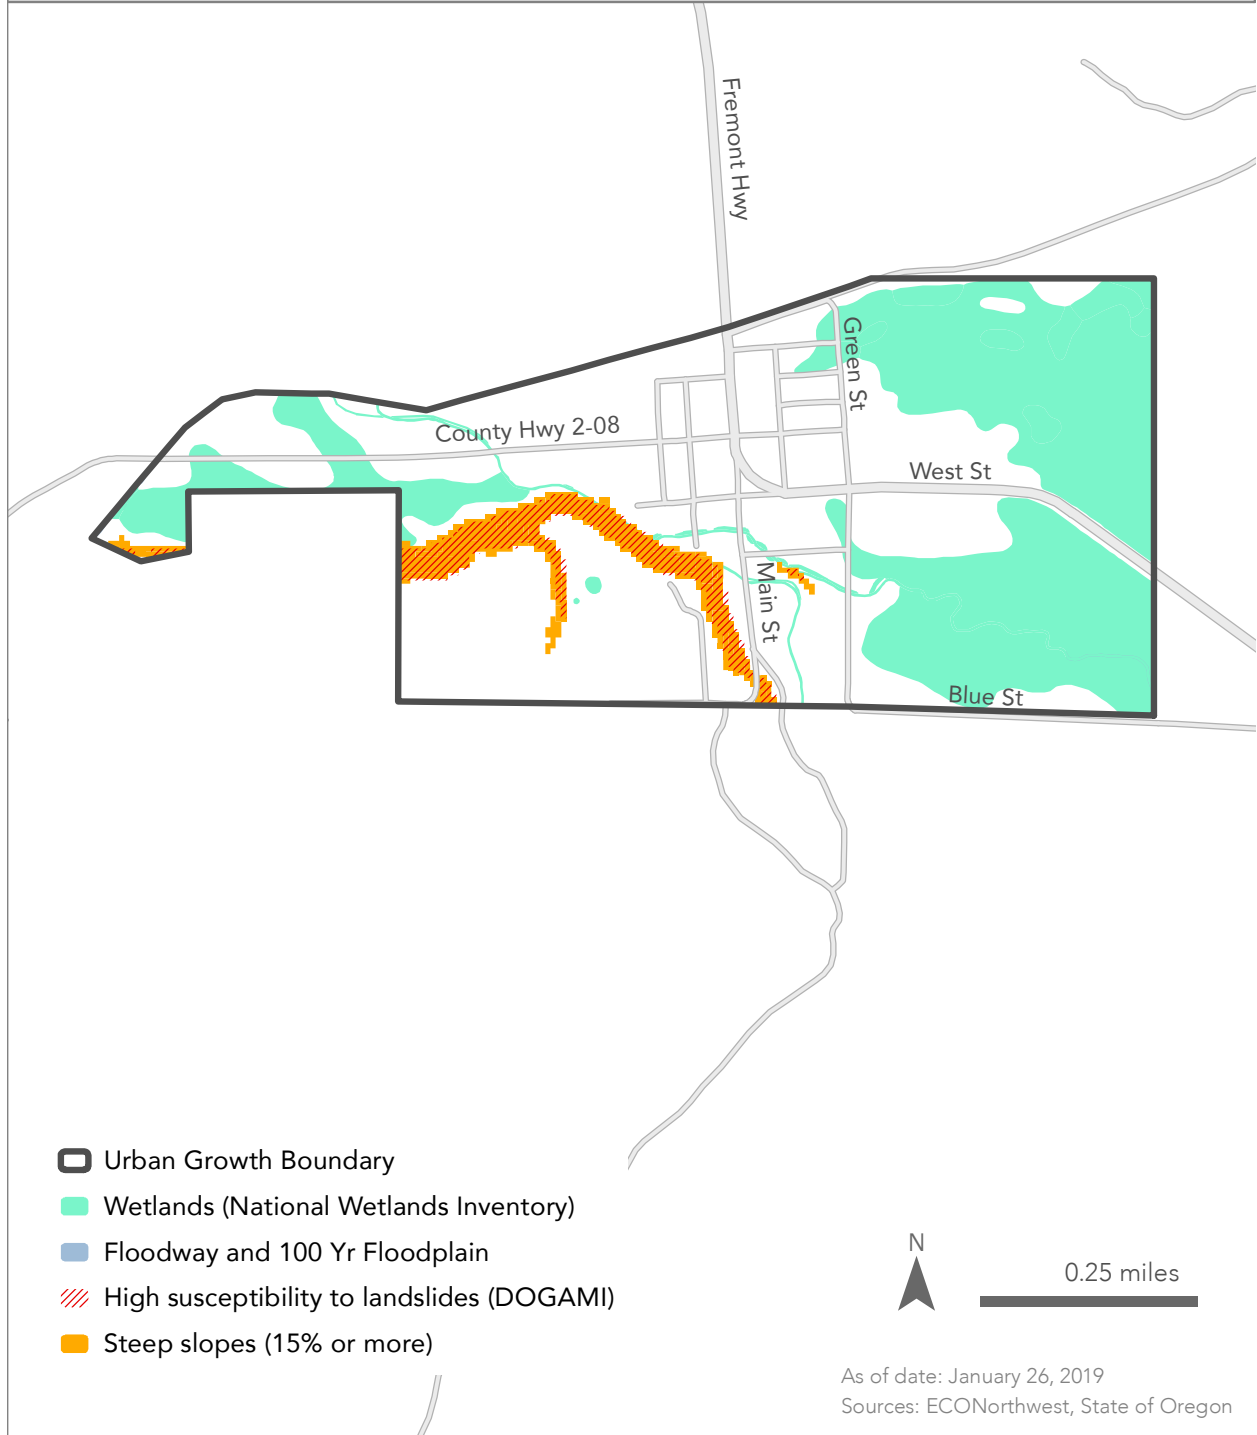 Fremont Hwy
Green St
County Hwy 2-08
West St
Main St
Blue St
Urban Growth Boundary
Wetlands (National Wetlands Inventory)
Floodway and 100 Yr Floodplain
High susceptibility to landslides (DOGAMI)
Steep slopes (15% or more)
N
0.25 miles
As of date: January 26, 2019
Sources: ECONorthwest, State of Oregon